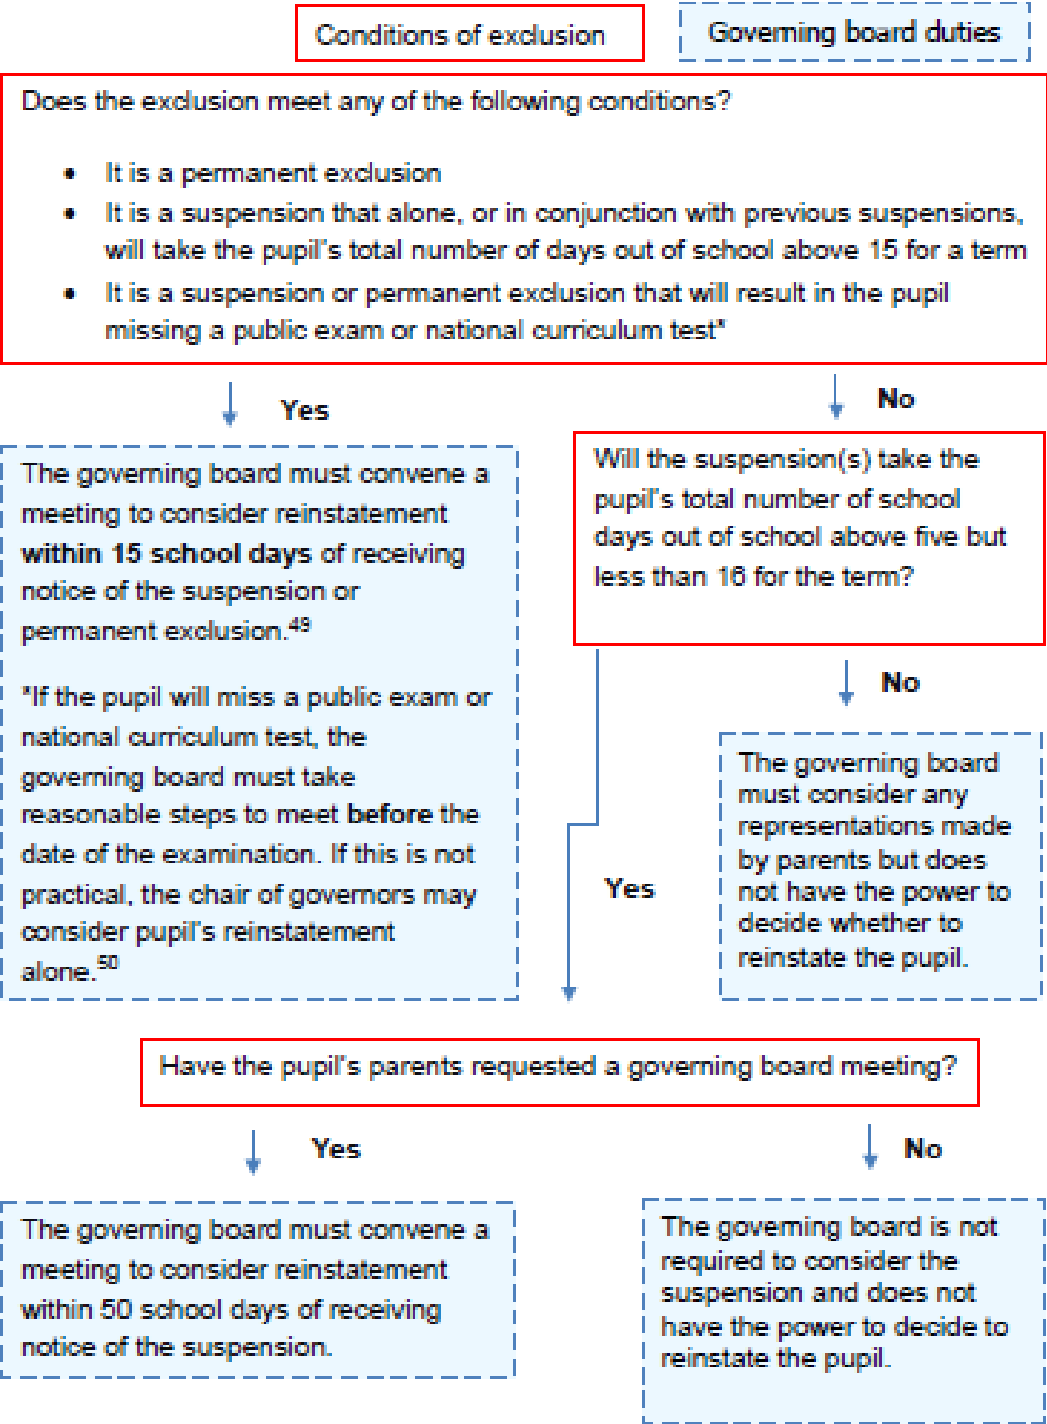 Conditions of exclusion
Governing board duties
Does the exclusion meet any of the following conditions?
• It is a permanent exclusion
• It is a suspension that alone, or in conjunction with previous suspensions,
will take the pupil's total number of days out of school above 15 for a term
• It is a suspension or permanent exclusion that will result in the pupil
missing a public exam or national curriculum test*
Yes
No
The governing board must convene a
meeting to consider reinstatement
within 15 school days of receiving
notice of the suspension or
permanent exclusion.49
*If the pupil will miss a public exam or
national curriculum test, the
governing board must take
reasonable steps to meet before the
date of the examination. If this is not
practical, the chair of governors may
consider pupil's reinstatement
alone.50
Will the suspension(s) take the
pupil's total number of school
days out of school above five but
less than 16 for the term?
No
The governing board
must consider any
representations made
by parents but does
not have the power to
decide whether to
reinstate the pupil.
Yes
Have the pupil's parents requested a governing board meeting?
Yes
No
The governing board must convene a
meeting to consider reinstatement
within 50 school days of receiving
notice of the suspension.
The governing board is not
required to consider the
suspension and does not
have the power to decide to
reinstate the pupil.